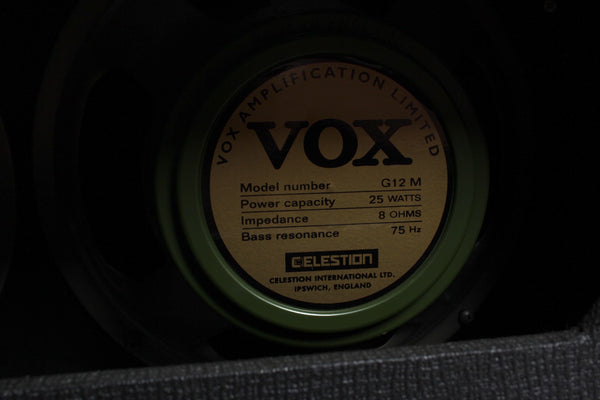 VOX AMPLIFICATION LIMITED
VOX
Model number G12 M
Power capacity 25 WATTS
Impedance 8 OHMS
Bass resonance 75 Hz
CELESTION
CELESTION INTERNATIONAL LTD.
IPSWICH, ENGLAND